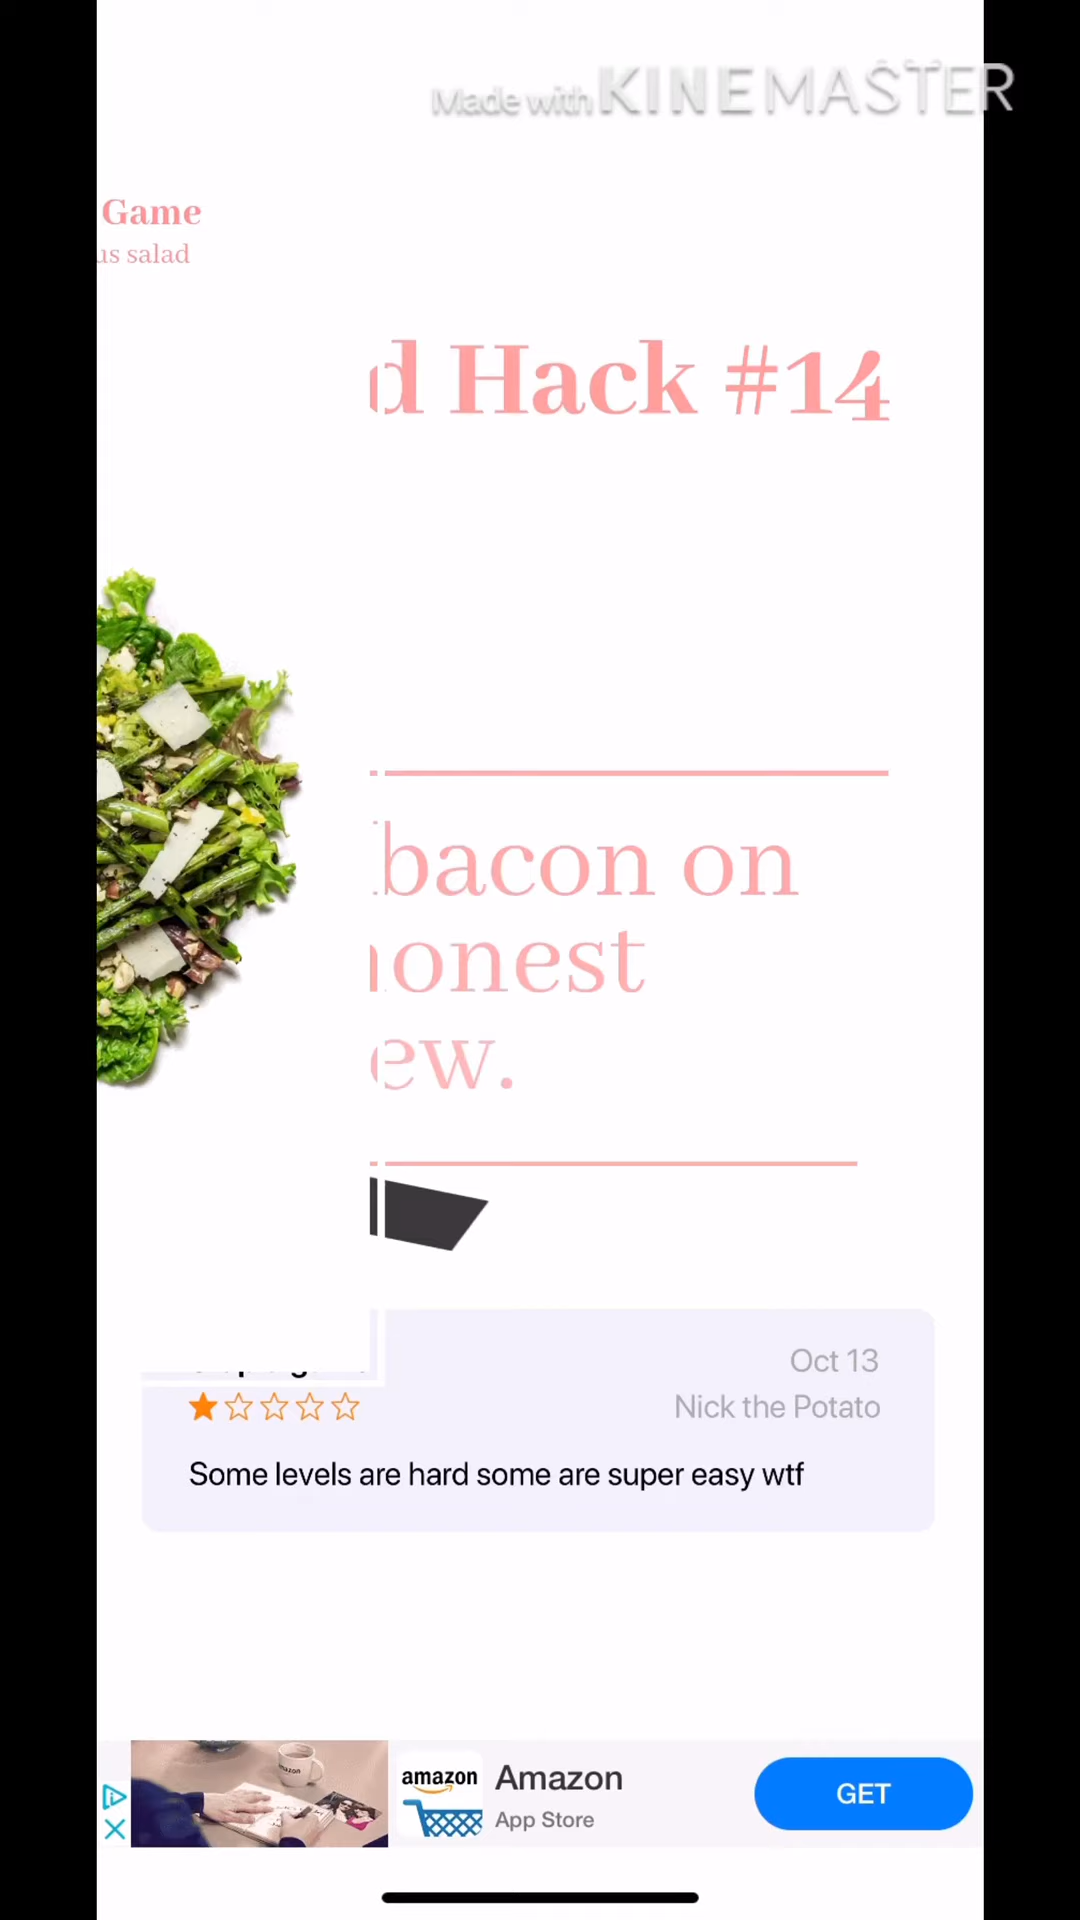 Made with KINEMASTER
Game
us salad
d Hack #14
bacon on
onest
ew.
Oct 13
Nick the Potato
Some levels are hard some are super easy wtf
amazon
Amazon
App Store
GET